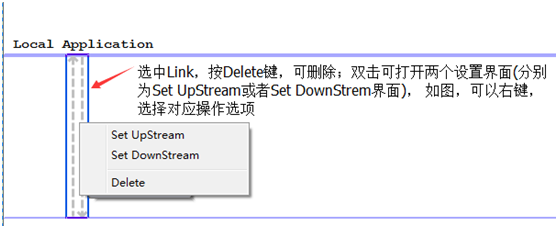 Local Application
选中Link，按Delete键，可删除；双击可打开两个设置界面(分别
为Set UpStream或者Set DownStrem界面)， 如图，可以右键，
选择对应操作选项
Set UpStream
Set DownStream
Delete